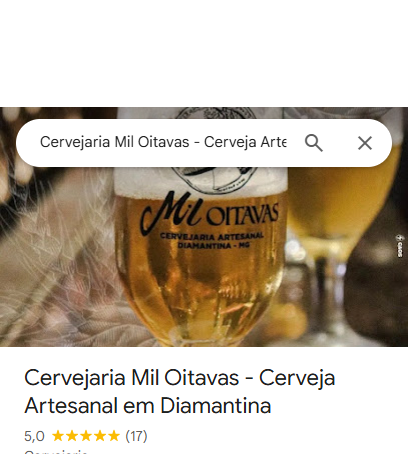 Cervejaria Mil Oitavas - Cerveja Arte
Mil OITAVAS
CERVEJARIA ARTESANAL
DIAMANTINA - MG
Cervejaria Mil Oitavas - Cerveja
Artesanal em Diamantina
5,0 ★★★★★ (17)
Cervejaria